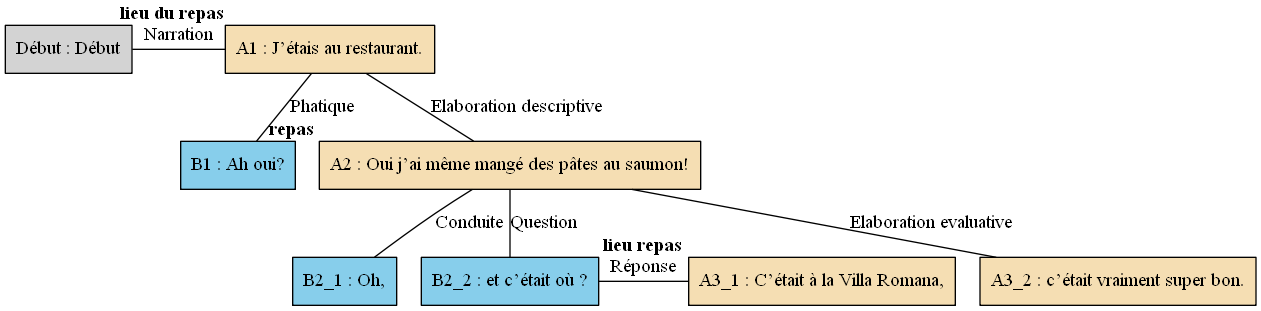 lieu du repas
Narration
Début : Début
A1 : J'étais au restaurant.
Phatique
Elaboration descriptive
repas
B1 : Ah oui?
A2 : Oui j'ai même mangé des pâtes au saumon!
Conduite
Question
Elaboration evaluative
lieu repas
Réponse
B2_1 : Oh,
B2_2 : et c'était où ?
A3_1 : C'était à la Villa Romana,
A3_2 : c'était vraiment super bon.